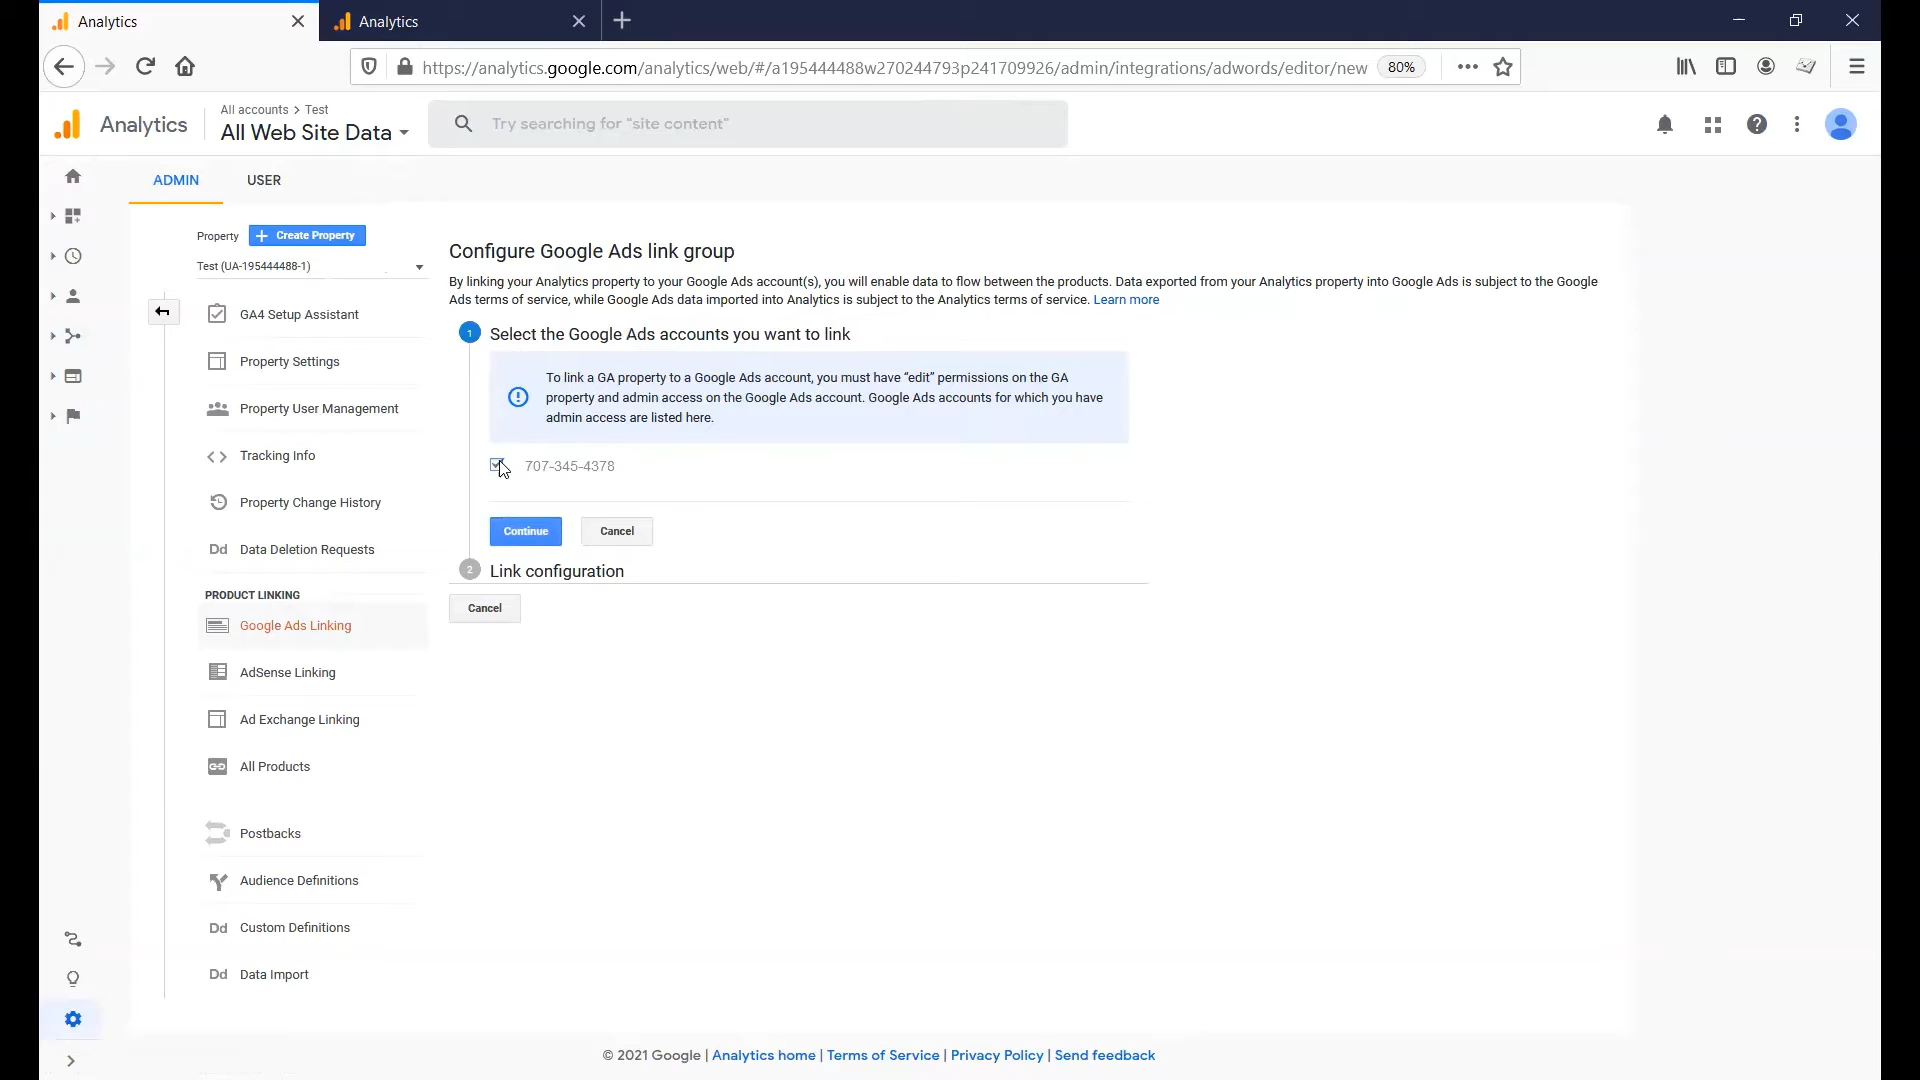 Analytics
Analytics
https://analytics.google.com/analytics/web/#/a195444488w270244793p241709926/admin/integrations/adwords/editor/new
80%
Analytics
All accounts > Test
All Web Site Data
Try searching for "site content"
ADMIN
USER
Property
+ Create Property
Test (UA-195444488-1)
GA4 Setup Assistant
Property Settings
Property User Management
Tracking Info
Property Change History
Dd Data Deletion Requests
PRODUCT LINKING
Google Ads Linking
AdSense Linking
Ad Exchange Linking
All Products
Postbacks
Audience Definitions
Dd Custom Definitions
Dd Data Import
Configure Google Ads link group
By linking your Analytics property to your Google Ads account(s), you will enable data to flow between the products. Data exported from your Analytics property into Google Ads is subject to the Google
Ads terms of service, while Google Ads data imported into Analytics is subject to the Analytics terms of service. Learn more
1 Select the Google Ads accounts you want to link
To link a GA property to a Google Ads account, you must have “edit” permissions on the GA
property and admin access on the Google Ads account. Google Ads accounts for which you have
admin access are listed here.
707-345-4378
Continue
Cancel
2 Link configuration
Cancel
© 2021 Google | Analytics home | Terms of Service | Privacy Policy | Send feedback